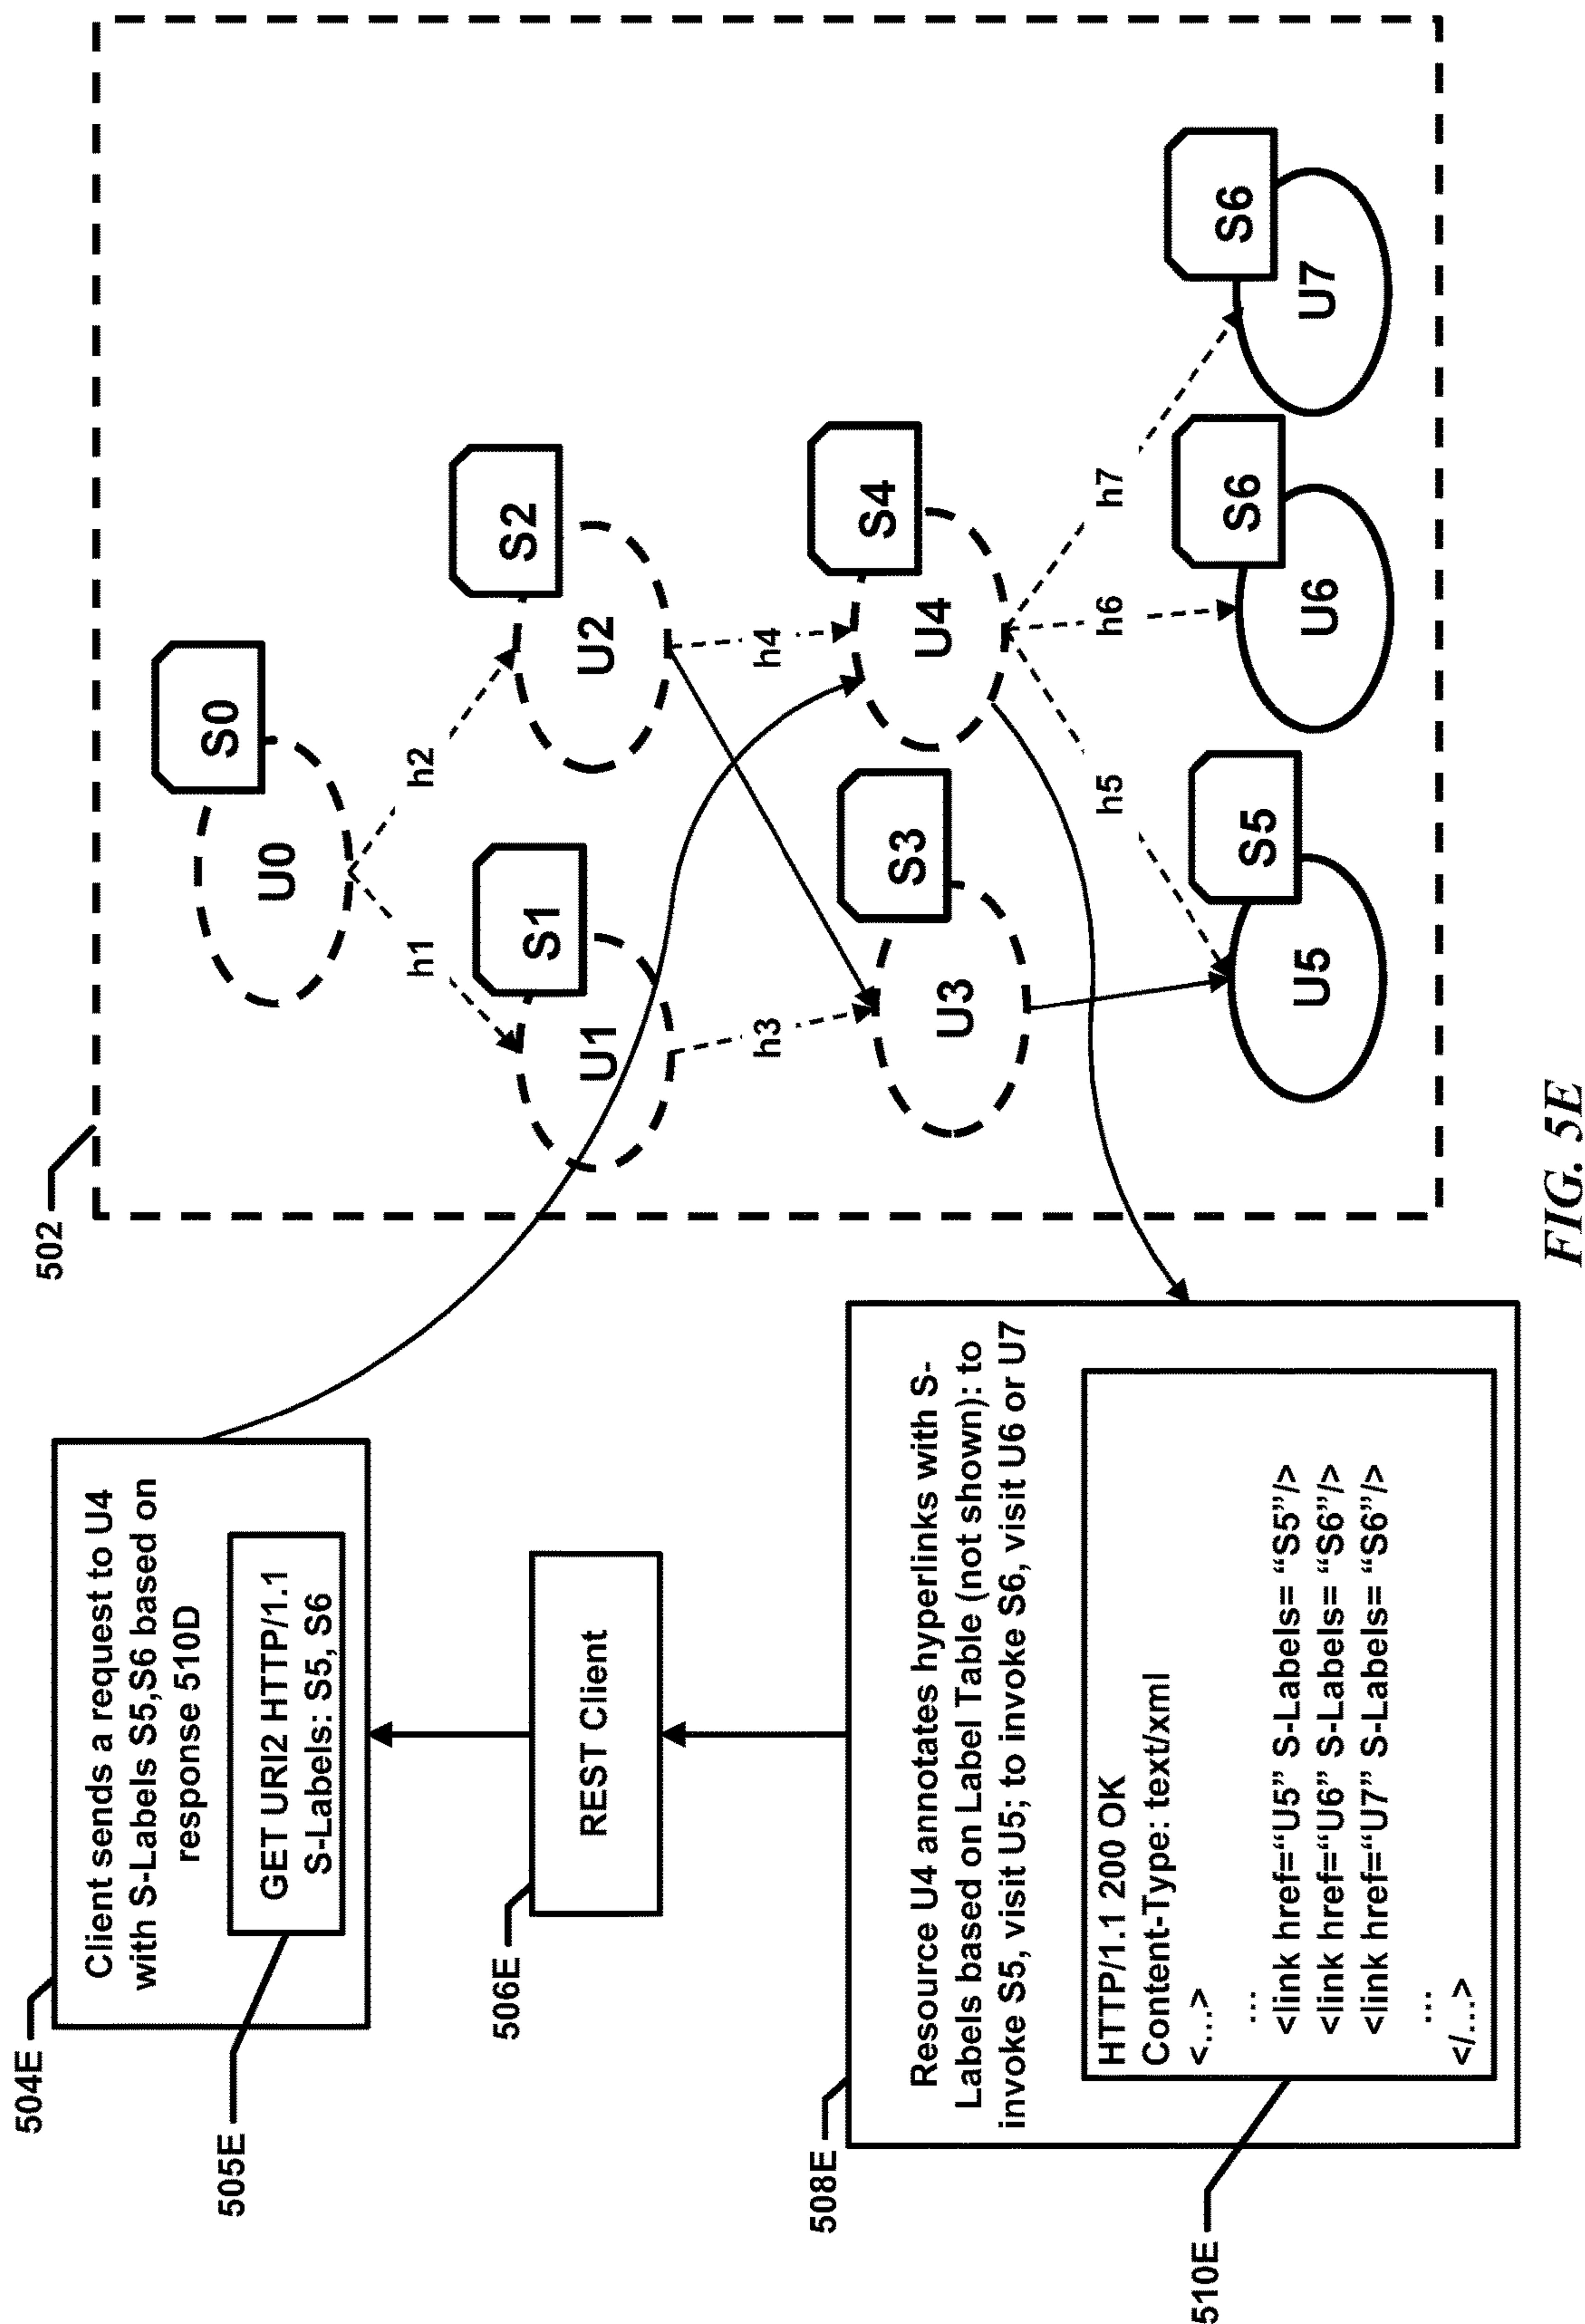 504E
Client sends a request to U4
with S-Labels S5,S6 based on
response 510D
505E
GET URI2 HTTP/1.1
S-Labels: S5, S6
506E
REST Client
508E
Resource U4 annotates hyperlinks with S-
Labels based on Label Table (not shown): to
invoke S5, visit U5; to invoke S6, visit U6 or U7
510E
HTTP/1.1 200 OK
Content-Type: text/xml
<...>
...
<link href=“U5” S-Labels= “S5”/>
<link href=“U6” S-Labels= “S6”/>
<link href=“U7” S-Labels= “S6”/>
...
</...>
502
S0
U0
h1
h2
S1
U1
S2
U2
h3
h4
S3
U3
S4
U4
h5
h6
h7
S5
U5
S6
U6
S6
U7
FIG. 5E